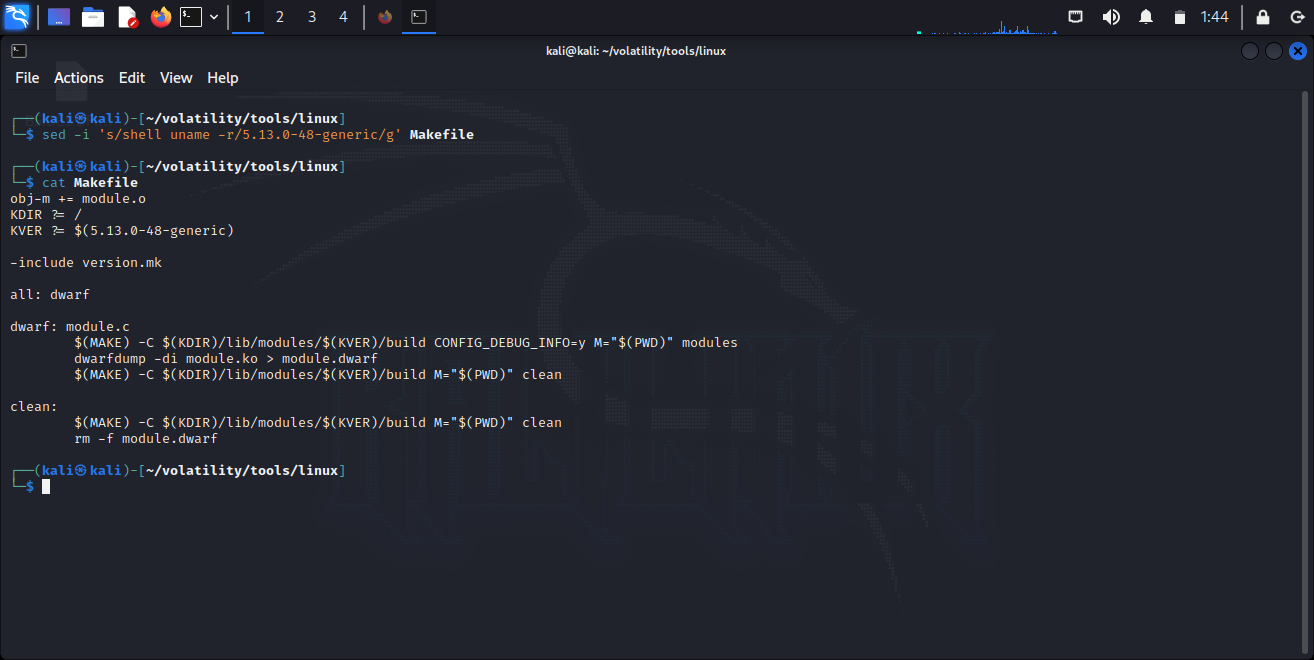 1 2 3 4 1:44
kali@kali: ~/volatility/tools/linux
File Actions Edit View Help
┌──(kali㉿kali)-[~/volatility/tools/linux]
└─$ sed -i 's/shell uname -r/5.13.0-48-generic/g' Makefile
┌──(kali㉿kali)-[~/volatility/tools/linux]
└─$ cat Makefile
obj-m += module.o
KDIR ?= /
KVER ?= $(5.13.0-48-generic)
-include version.mk
all: dwarf
dwarf: module.c
$(MAKE) -C $(KDIR)/lib/modules/$(KVER)/build CONFIG_DEBUG_INFO=y M="$(PWD)" modules
dwarfdump -di module.ko > module.dwarf
$(MAKE) -C $(KDIR)/lib/modules/$(KVER)/build M="$(PWD)" clean
clean:
$(MAKE) -C $(KDIR)/lib/modules/$(KVER)/build M="$(PWD)" clean
rm -f module.dwarf
┌──(kali㉿kali)-[~/volatility/tools/linux]
└─$